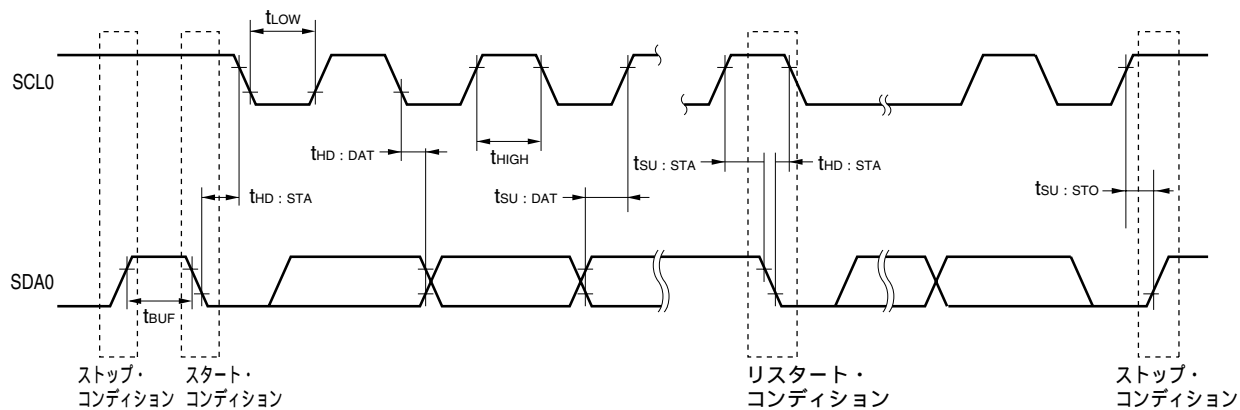 tLOW
SCL0
tHD : DAT
tHIGH
tSU : STA
tHD : STA
tHD : STA
tSU : DAT
tSU : STO
SDA0
tBUF
ストップ・
コンディション
スタート・
コンディション
リスタート・
コンディション
ストップ・
コンディション